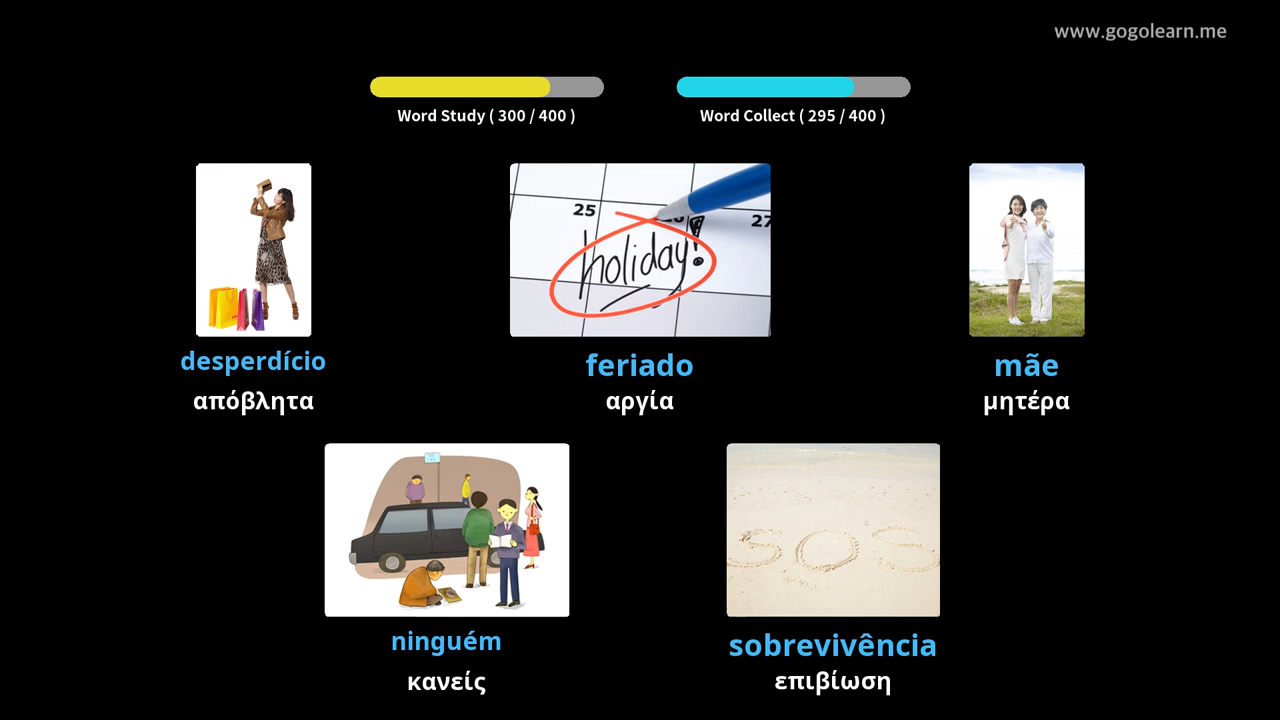 www.gogolearn.me
Word Study ( 300 / 400 )
Word Collect ( 295 / 400 )
25
27
holiday!
desperdício
απόβλητα
feriado
αργία
mãe
μητέρα
SOS
ninguém
κανείς
sobrevivência
επιβίωση